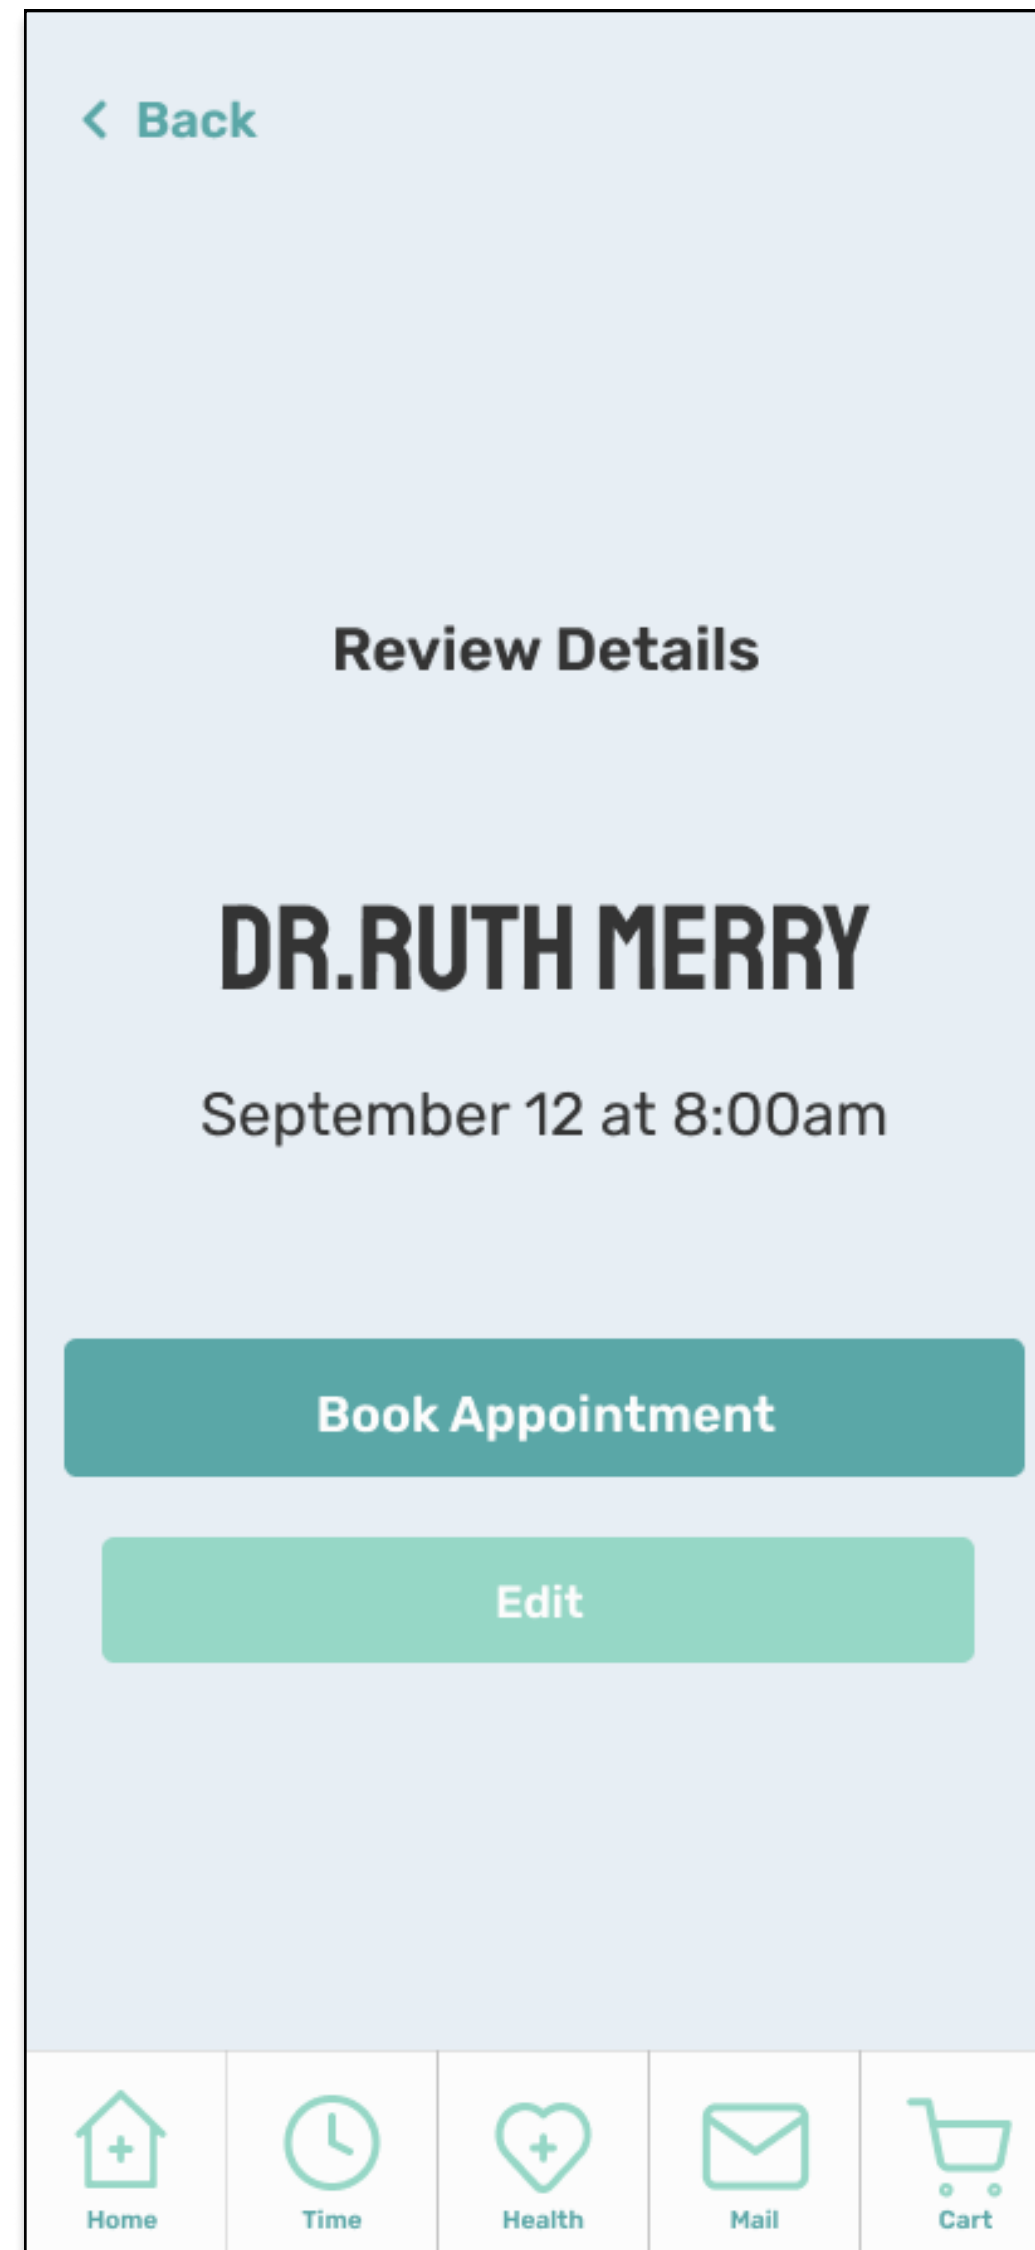 Back
Review Details
DR.RUTH MERRY
September 12 at 8:00am
Book Appointment
Edit
Home
Time
Health
Mail
Cart